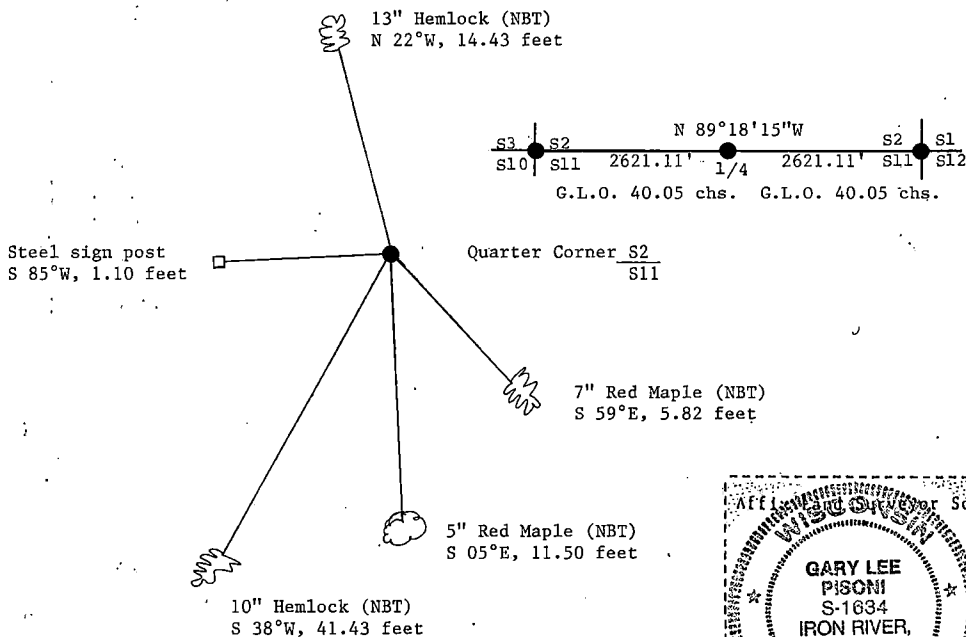 13" Hemlock (NBT)
N 22°W, 14.43 feet
N 89°18'15"W
S3 S2 S2 S1
S10 S11 2621.11' 1/4 2621.11' S11 S12
G.L.O. 40.05 chs. G.L.O. 40.05 chs.
Steel sign post
S 85°W, 1.10 feet
Quarter Corner S2
S11
7" Red Maple (NBT)
S 59°E, 5.82 feet
5" Red Maple (NBT)
S 05°E, 11.50 feet
10" Hemlock (NBT)
S 38°W, 41.43 feet
WISCONSIN
GARY LEE
PISONI
S-1634
IRON RIVER,